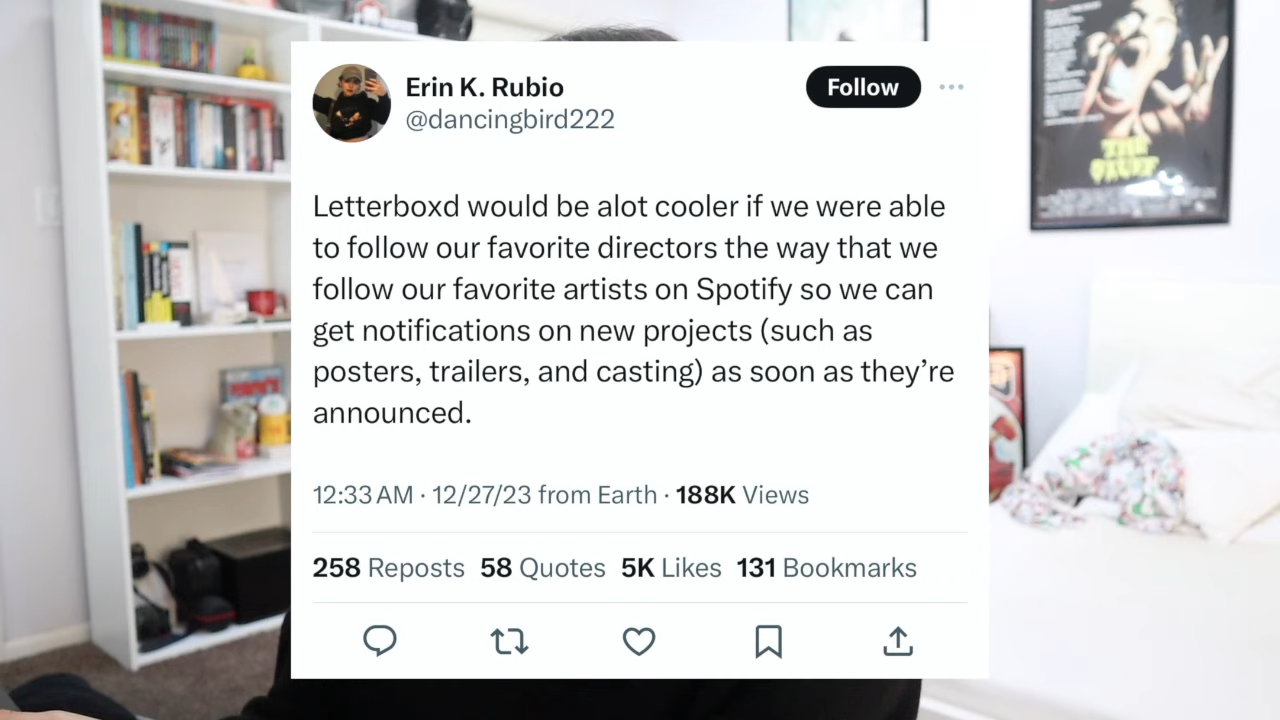 Erin K. Rubio
@dancingbird222
Follow
Letterboxd would be alot cooler if we were able
to follow our favorite directors the way that we
follow our favorite artists on Spotify so we can
get notifications on new projects (such as
posters, trailers, and casting) as soon as they’re
announced.
12:33 AM · 12/27/23 from Earth · 188K Views
258 Reposts 58 Quotes 5K Likes 131 Bookmarks